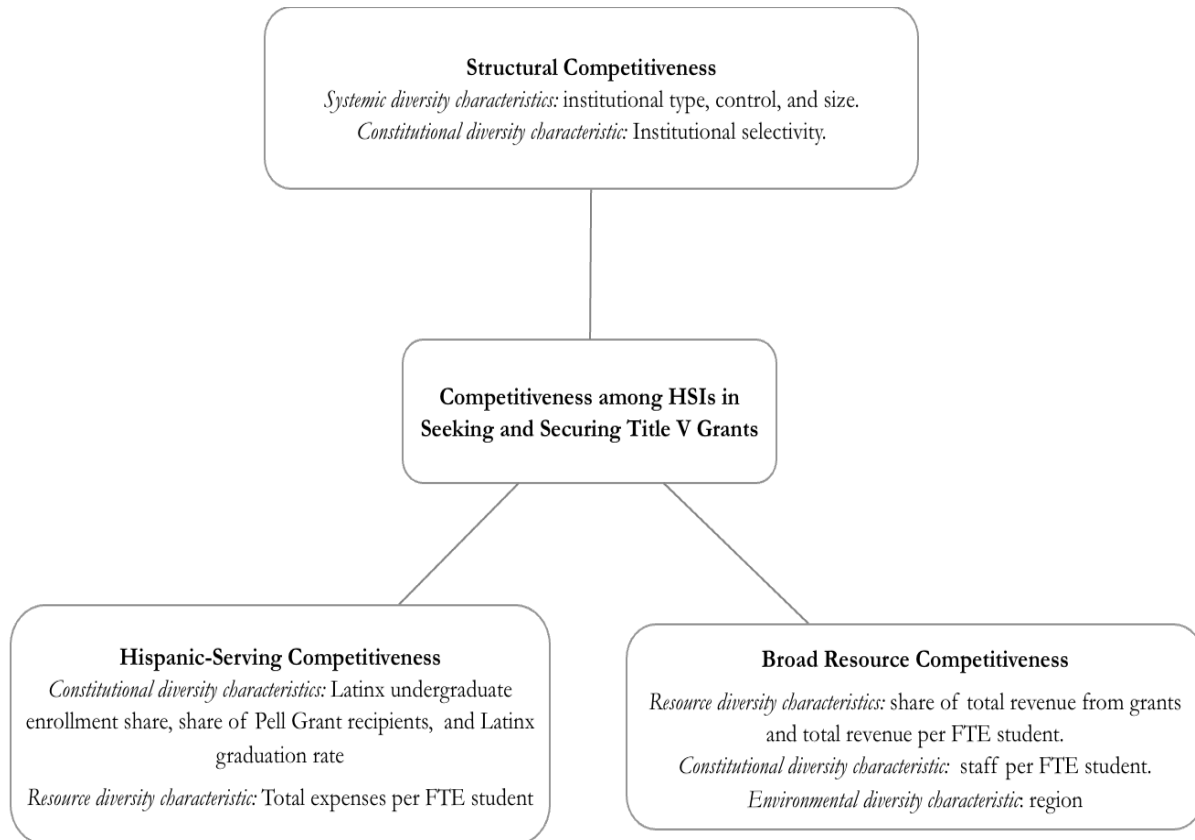 Structural Competitiveness
Systemic diversity characteristics: institutional type, control, and size.
Constitutional diversity characteristic: Institutional selectivity.
Competitiveness among HSIs in
Seeking and Securing Title V Grants
Hispanic-Serving Competitiveness
Constitutional diversity characteristics: Latinx undergraduate
enrollment share, share of Pell Grant recipients, and Latinx
graduation rate
Resource diversity characteristic: Total expenses per FTE student
Broad Resource Competitiveness
Resource diversity characteristics: share of total revenue from grants
and total revenue per FTE student.
Constitutional diversity characteristic: staff per FTE student.
Environmental diversity characteristic: region